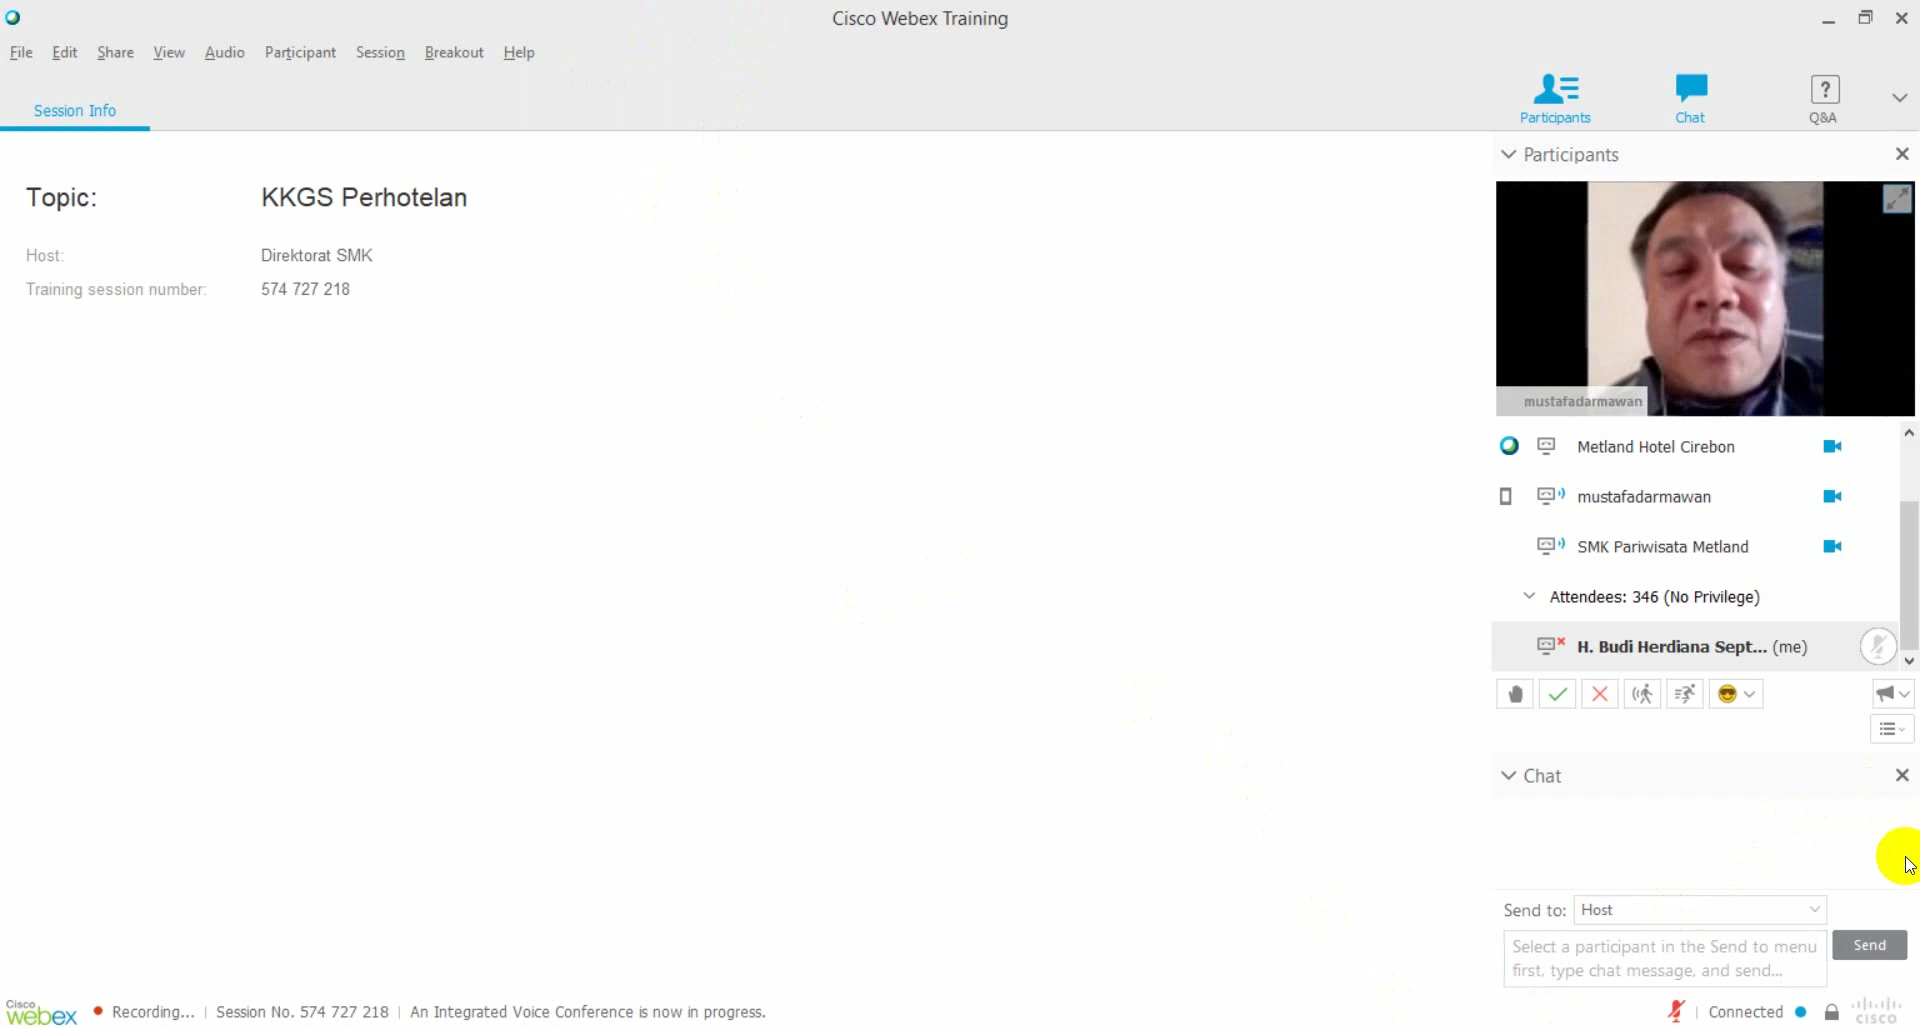 Cisco Webex Training
File Edit Share View Audio Participant Session Breakout Help
Session Info
Participants Chat ? Q&A
Participants
Topic: KKGS Perhotelan
Host: Direktorat SMK
Training session number: 574 727 218
mustafadarmawan
Metland Hotel Cirebon
mustafadarmawan
SMK Pariwisata Metland
Attendees: 346 (No Privilege)
H. Budi Herdiana Sept... (me)
Chat
Send to: Host
Select a participant in the Send to menu
first, type chat message, and send...
Send
Cisco webex Recording... | Session No. 574 727 218 | An Integrated Voice Conference is now in progress.
Connected
cisco